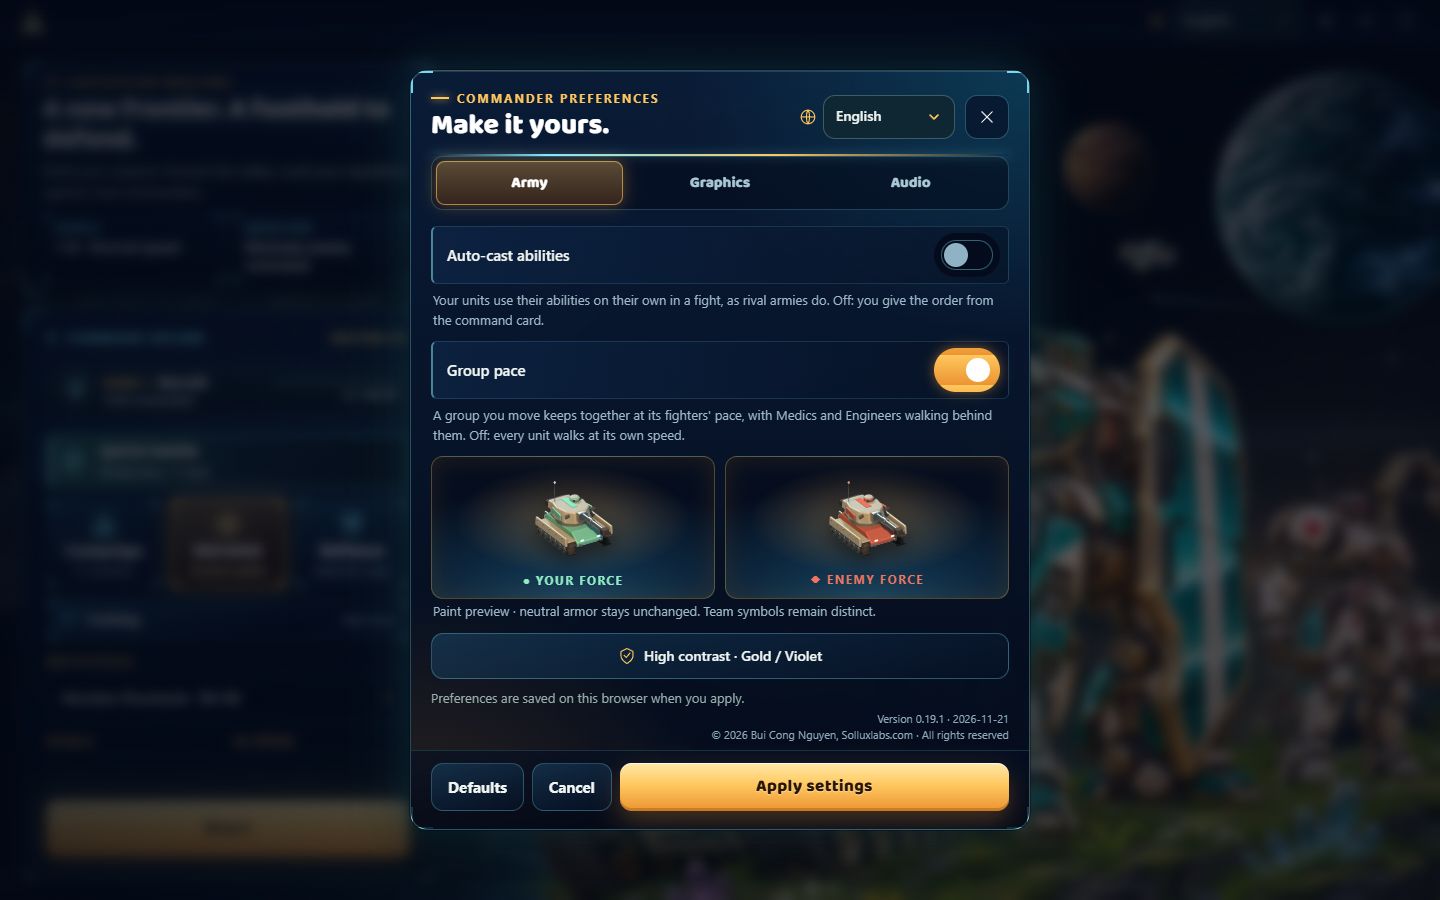 COMMANDER PREFERENCES
Make it yours.
English
Army
Graphics
Audio
Auto-cast abilities
Your units use their abilities on their own in a fight, as rival armies do. Off: you give the order from
the command card.
Group pace
A group you move keeps together at its fighters' pace, with Medics and Engineers walking behind
them. Off: every unit walks at its own speed.
YOUR FORCE
ENEMY FORCE
Paint preview · neutral armor stays unchanged. Team symbols remain distinct.
High contrast · Gold / Violet
Preferences are saved on this browser when you apply.
Version 0.19.1 · 2026-11-21
© 2026 Bui Cong Nguyen, Solluxlabs.com · All rights reserved
Defaults
Cancel
Apply settings